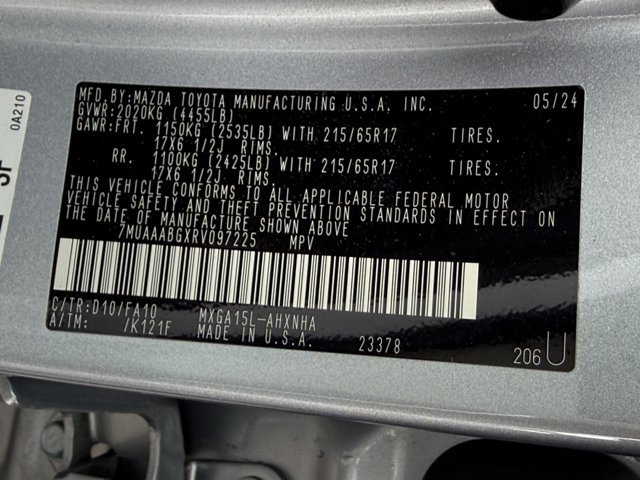 MFD.BY:MAZDA TOYOTA MANUFACTURING U.S.A. INC. 05/24
GVWR:2020KG (4455LB)
GAWR:FRT. 1150KG (2535LB) WITH 215/65R17 TIRES.
17X6 1/2J RIMS.
RR. 1100KG (2425LB) WITH 215/65R17 TIRES.
17X6 1/2J RIMS.
THIS VEHICLE CONFORMS TO ALL APPLICABLE FEDERAL MOTOR
VEHICLE SAFETY AND THEFT PREVENTION STANDARDS IN EFFECT ON
THE DATE OF MANUFACTURE SHOWN ABOVE
7MUAAABGXRV097225 MPV
C/TR:D10/FA10 MXGA15L-AHXNHA
A/TM: /K121F MADE IN U.S.A. 23378 206U
0A210